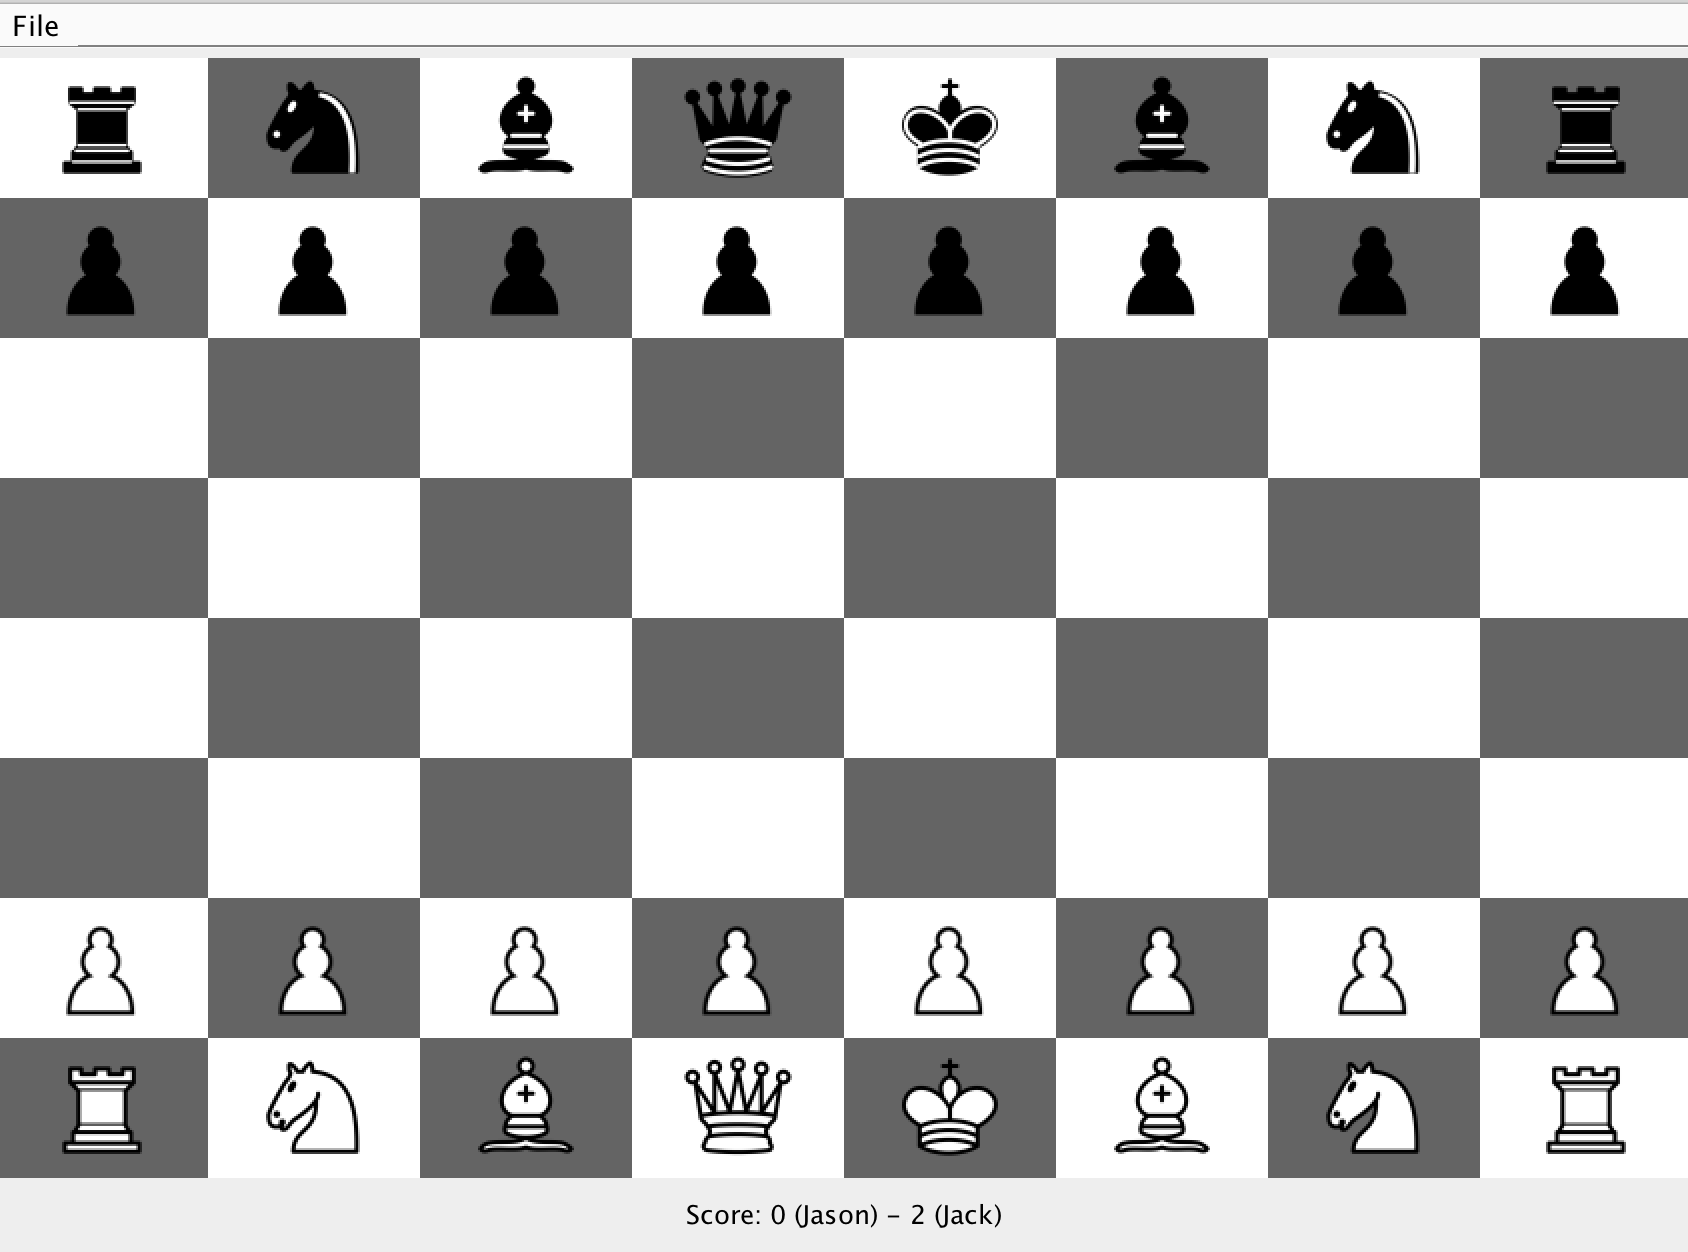 File
Score: 0 (Jason) – 2 (Jack)